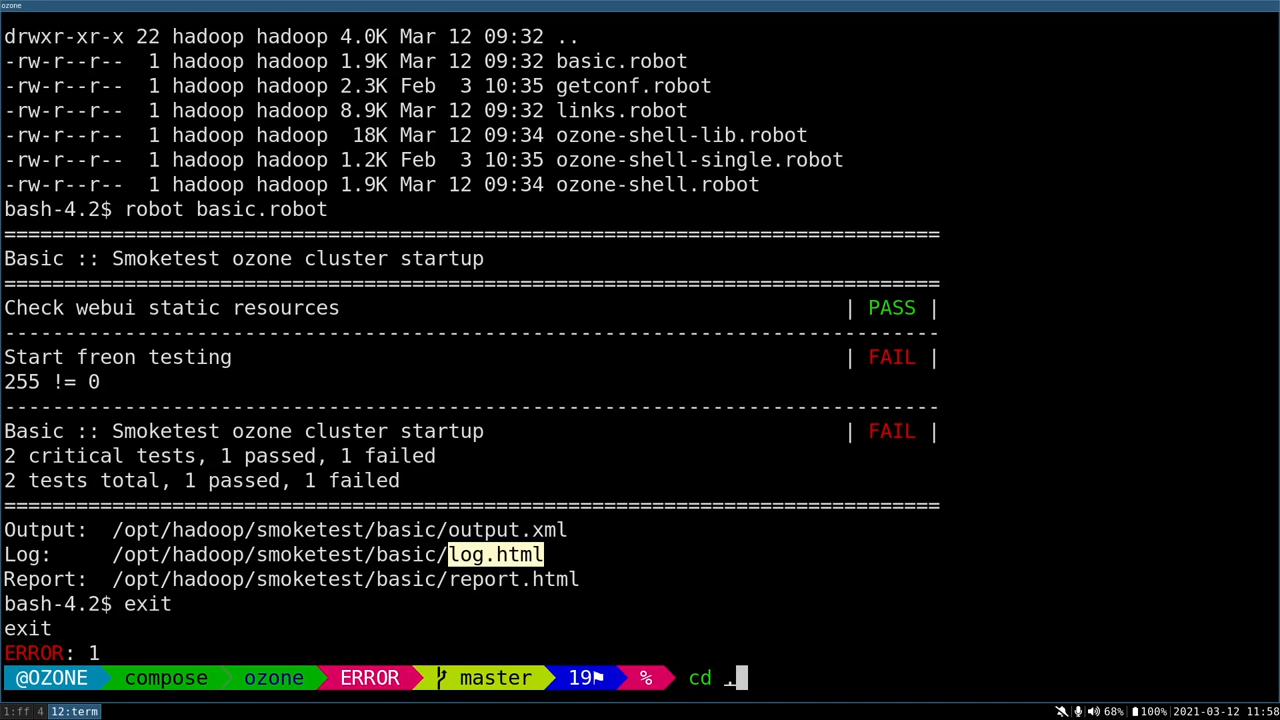 ozone
drwxr-xr-x 22 hadoop hadoop 4.0K Mar 12 09:32 ..
-rw-r--r--  1 hadoop hadoop 1.9K Mar 12 09:32 basic.robot
-rw-r--r--  1 hadoop hadoop 2.3K Feb  3 10:35 getconf.robot
-rw-r--r--  1 hadoop hadoop 8.9K Mar 12 09:32 links.robot
-rw-r--r--  1 hadoop hadoop  18K Mar 12 09:34 ozone-shell-lib.robot
-rw-r--r--  1 hadoop hadoop 1.2K Feb  3 10:35 ozone-shell-single.robot
-rw-r--r--  1 hadoop hadoop 1.9K Mar 12 09:34 ozone-shell.robot
bash-4.2$ robot basic.robot
==============================================================================
Basic :: Smoketest ozone cluster startup
==============================================================================
Check webui static resources                                          | PASS |
------------------------------------------------------------------------------
Start freon testing                                                   | FAIL |
255 != 0
------------------------------------------------------------------------------
Basic :: Smoketest ozone cluster startup                              | FAIL |
2 critical tests, 1 passed, 1 failed
2 tests total, 1 passed, 1 failed
==============================================================================
Output:  /opt/hadoop/smoketest/basic/output.xml
Log:     /opt/hadoop/smoketest/basic/log.html
Report:  /opt/hadoop/smoketest/basic/report.html
bash-4.2$ exit
exit
ERROR: 1
@OZONE compose ozone ERROR master 19⚑ % cd .
1:ff 4 12:term 68% 100% 2021-03-12 11:58